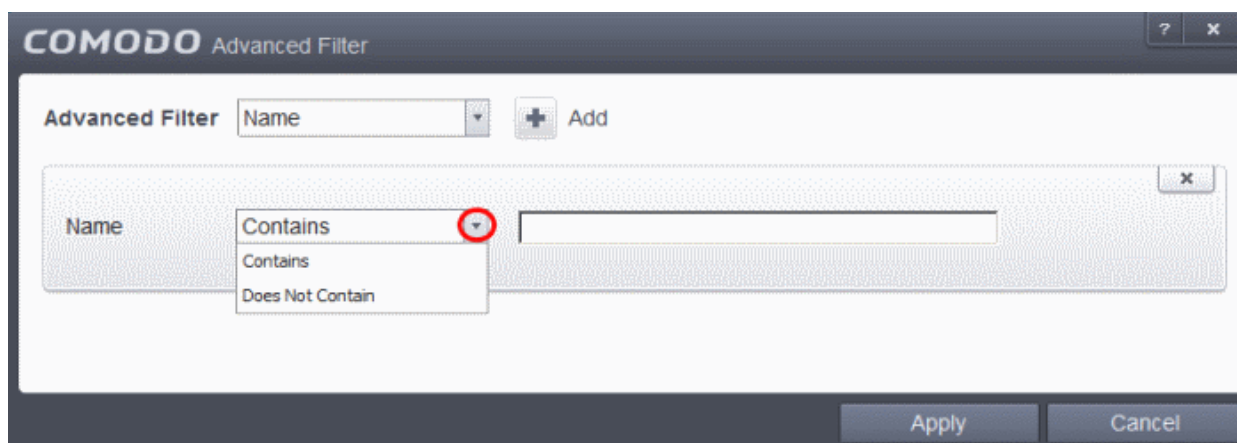 COMODO Advanced Filter ? x
Advanced Filter Name + Add
x
Name Contains
Contains
Does Not Contain
Apply Cancel